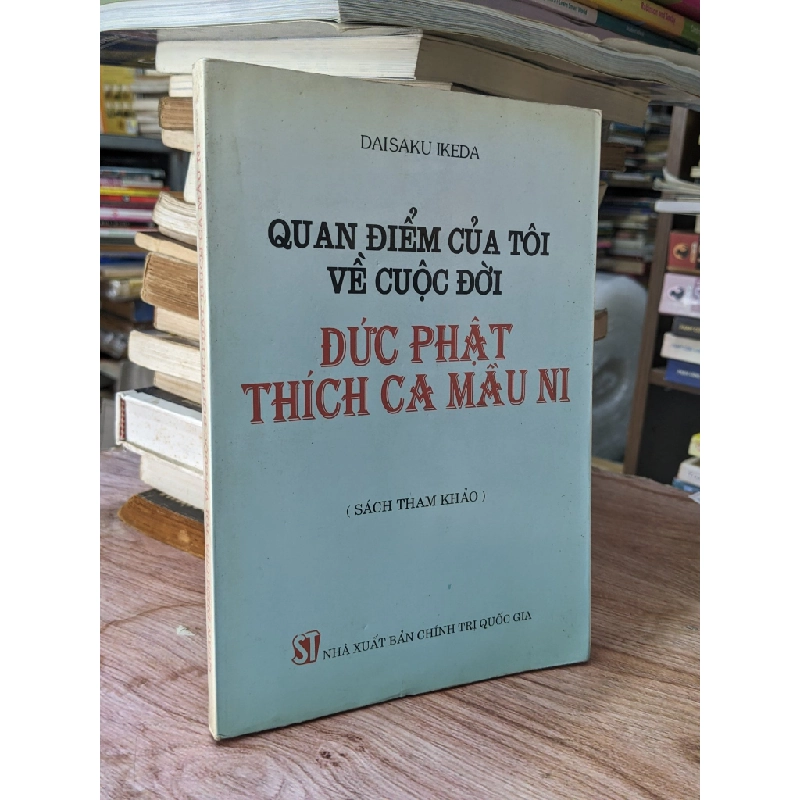 DAISAKU IKEDA
QUAN ĐIỂM CỦA TÔI
VỀ CUỘC ĐỜI
ĐỨC PHẬT
THÍCH CA MẦU NI
( SÁCH THAM KHẢO )
ST NHÀ XUẤT BẢN CHÍNH TRỊ QUỐC GIA